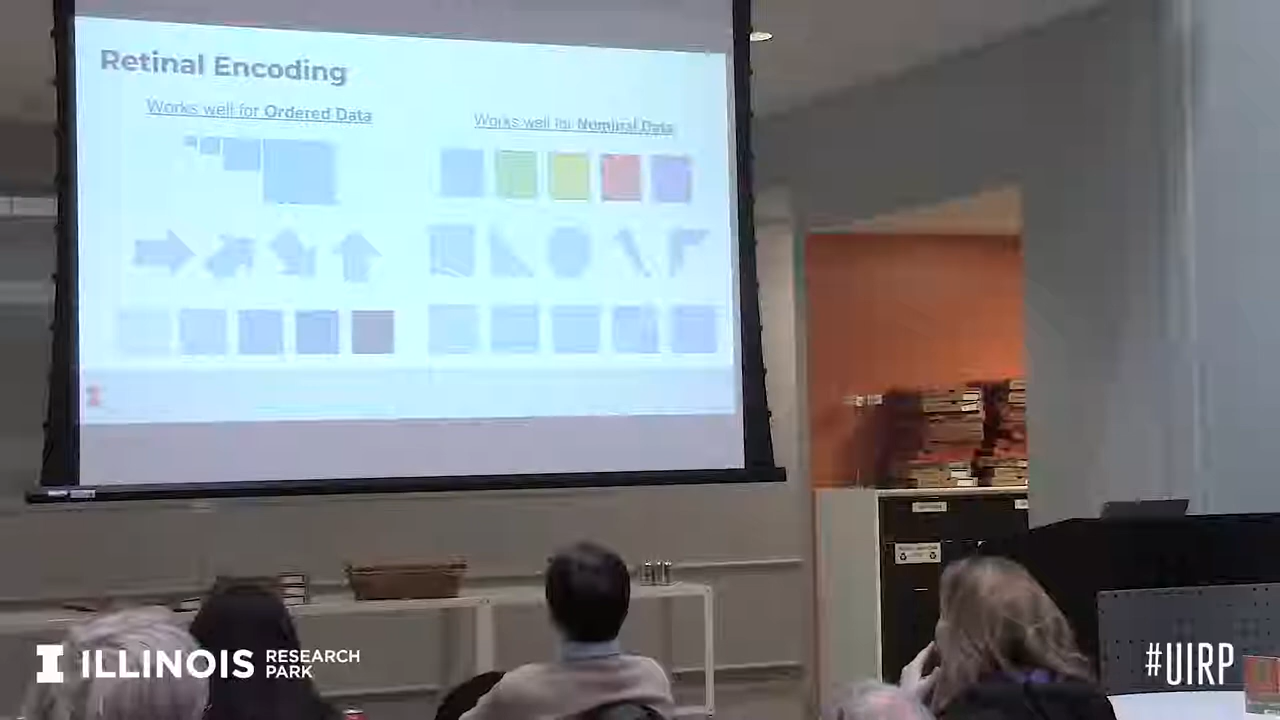 Retinal Encoding
Works well for Ordered Data
Works well for Nominal Data
I ILLINOIS RESEARCH PARK
#UIRP